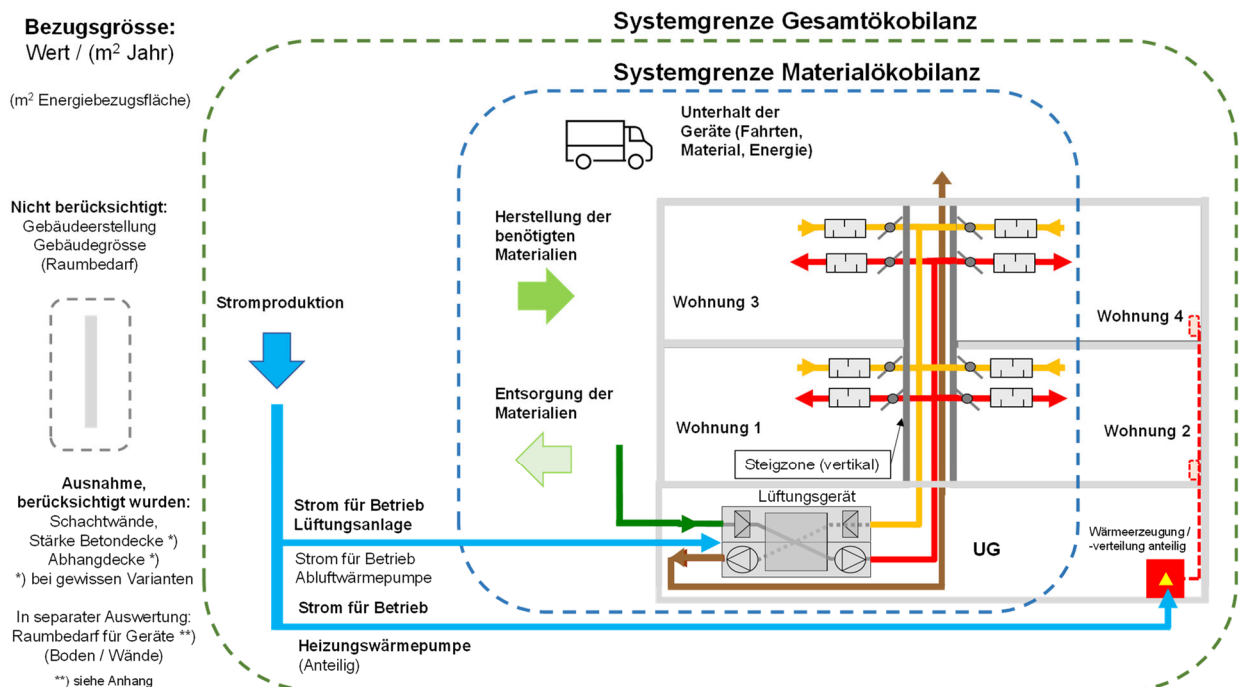 Bezugsgrösse:
Wert / (m² Jahr)
(m² Energiebezugsfläche)
Nicht berücksichtigt:
Gebäudeerstellung
Gebäudegrösse
(Raumbedarf)
Ausnahme,
berücksichtigt wurden:
Schachtwände,
Stärke Betondecke *)
Abhangdecke *)
*) bei gewissen Varianten
In separater Auswertung:
Raumbedarf für Geräte **)
(Boden / Wände)
**) siehe Anhang
Systemgrenze Gesamtökobilanz
Systemgrenze Materialökobilanz
Unterhalt der
Geräte (Fahrten,
Material, Energie)
Herstellung der
benötigten
Materialien
Stromproduktion
Entsorgung der
Materialien
Wohnung 3
Wohnung 4
Wohnung 1
Wohnung 2
Steigzone (vertikal)
Lüftungsgerät
Strom für Betrieb
Lüftungsanlage
Strom für Betrieb
Abluftwärmepumpe
Strom für Betrieb
Heizungswärmepumpe
(Anteilig)
UG
Wärmeerzeugung /
-verteilung anteilig